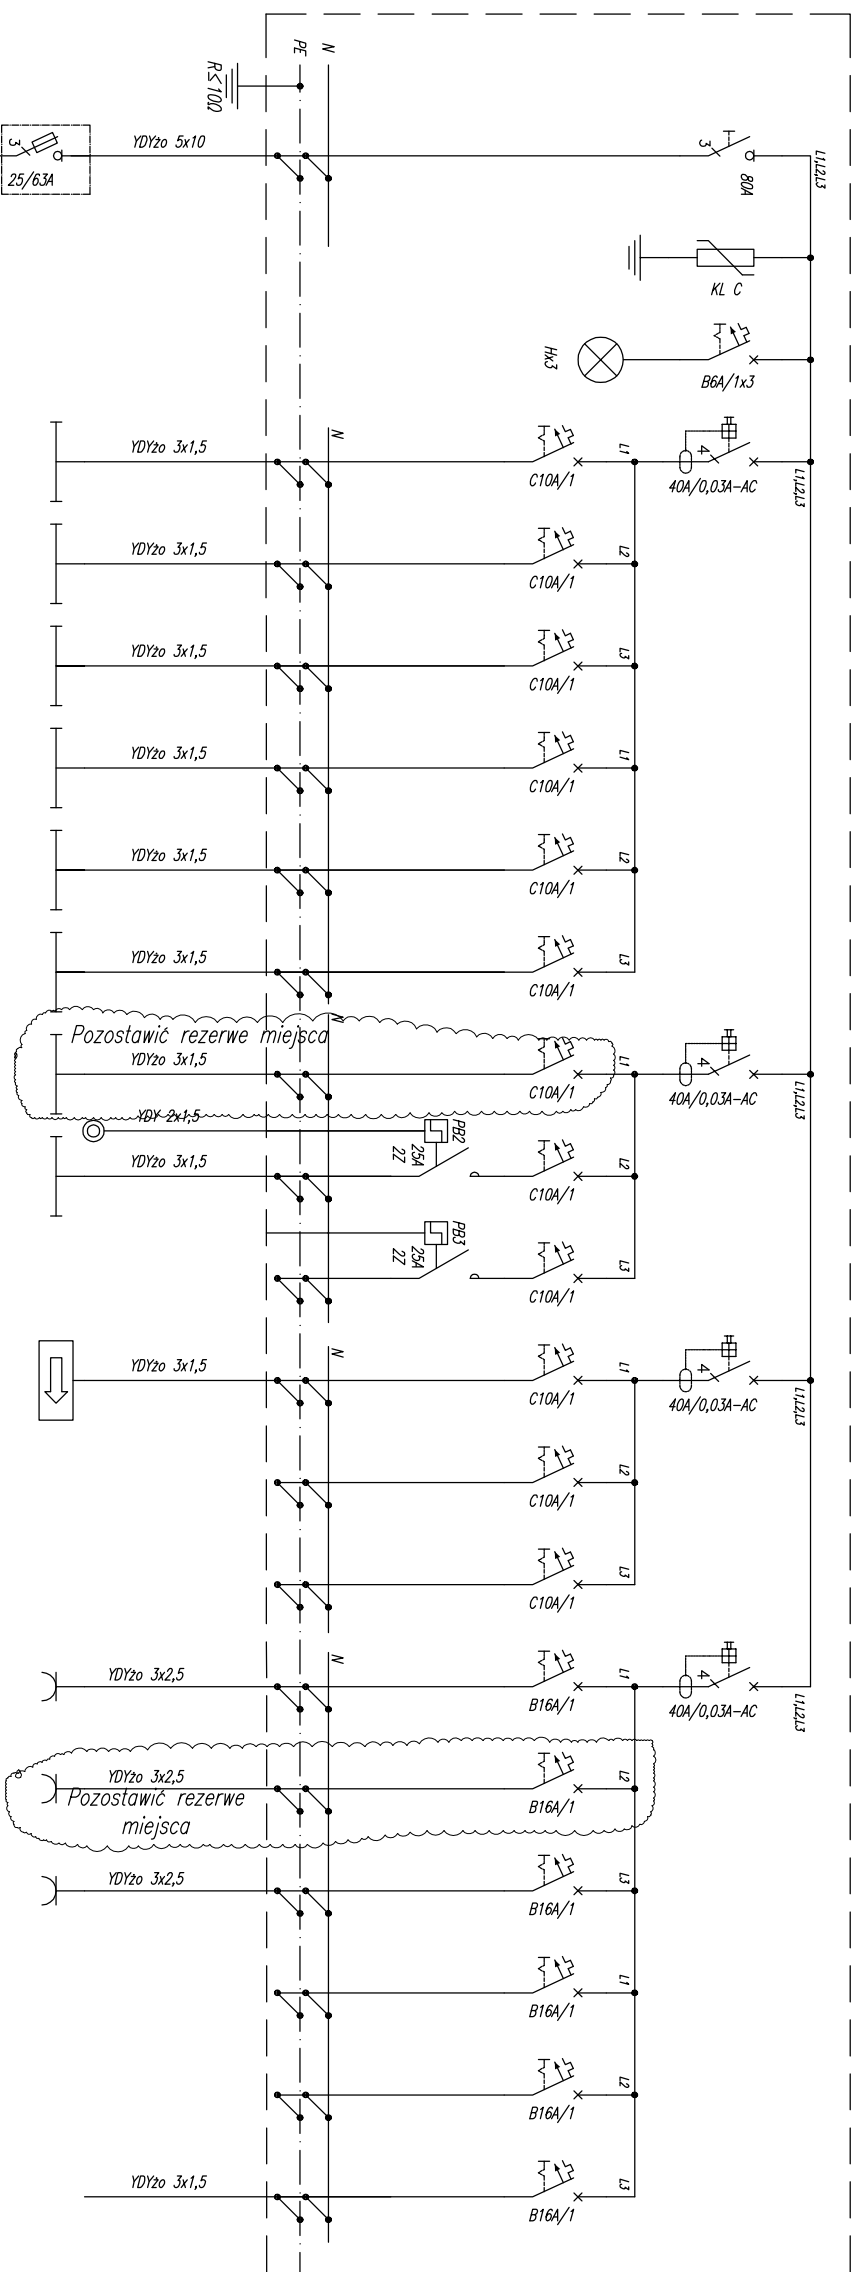 N
PE
R≤10Ω
YDYżo 5x10
3
25/63A
3
80A
L1,L2,L3
KL C
Hx3
B6A/1x3
N
YDYżo 3x1,5
C10A/1
L1
4
40A/0,03A-AC
L1,L2,L3
YDYżo 3x1,5
C10A/1
L2
YDYżo 3x1,5
C10A/1
L3
YDYżo 3x1,5
C10A/1
L1
YDYżo 3x1,5
C10A/1
L2
YDYżo 3x1,5
C10A/1
L3
N
Pozostawić rezerwe miejsca
YDYżo 3x1,5
C10A/1
L1
4
40A/0,03A-AC
L1,L2,L3
YDY 2x1,5
PB2
25A
2Z
YDYżo 3x1,5
C10A/1
L2
PB3
25A
2Z
C10A/1
L3
N
YDYżo 3x1,5
C10A/1
L1
4
40A/0,03A-AC
L1,L2,L3
C10A/1
L2
C10A/1
L3
N
YDYżo 3x2,5
B16A/1
L1
4
40A/0,03A-AC
L1,L2,L3
YDYżo 3x2,5
Pozostawić rezerwe
miejsca
B16A/1
L2
YDYżo 3x2,5
B16A/1
L3
B16A/1
L1
B16A/1
L2
YDYżo 3x1,5
B16A/1
L3